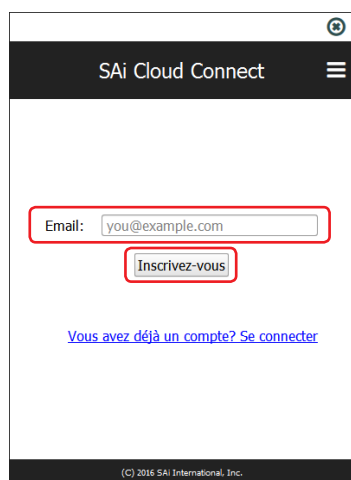 SAi Cloud Connect
Email: you@example.com
Inscrivez-vous
Vous avez déjà un compte? Se connecter
(C) 2016 SAi International, Inc.